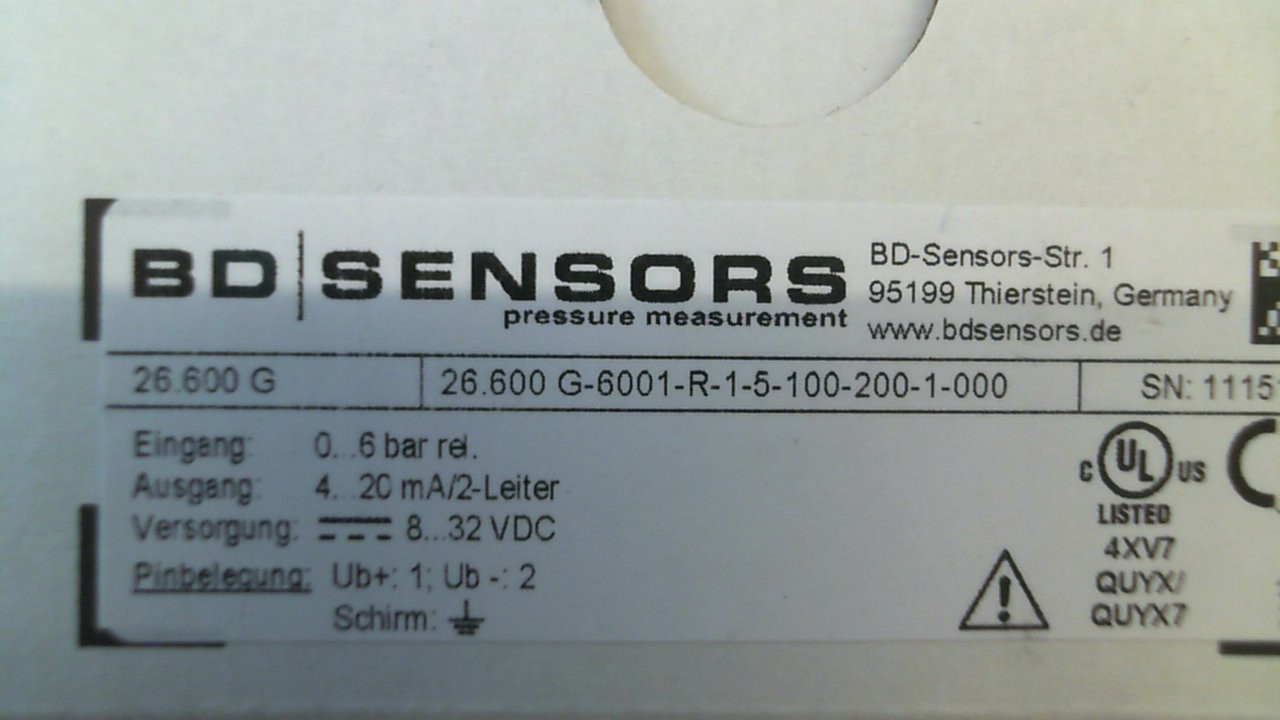 BD SENSORS
pressure measurement
BD-Sensors-Str. 1
95199 Thierstein, Germany
www.bdsensors.de
26.600 G
26.600 G-6001-R-1-5-100-200-1-000
SN: 1115
Eingang: 0...6 bar rel.
Ausgang: 4...20 mA/2-Leiter
Versorgung: 8...32 VDC
Pinbelegung: Ub+: 1; Ub -: 2
Schirm:
C UL US
LISTED
4XV7
QUYX/
QUYX7